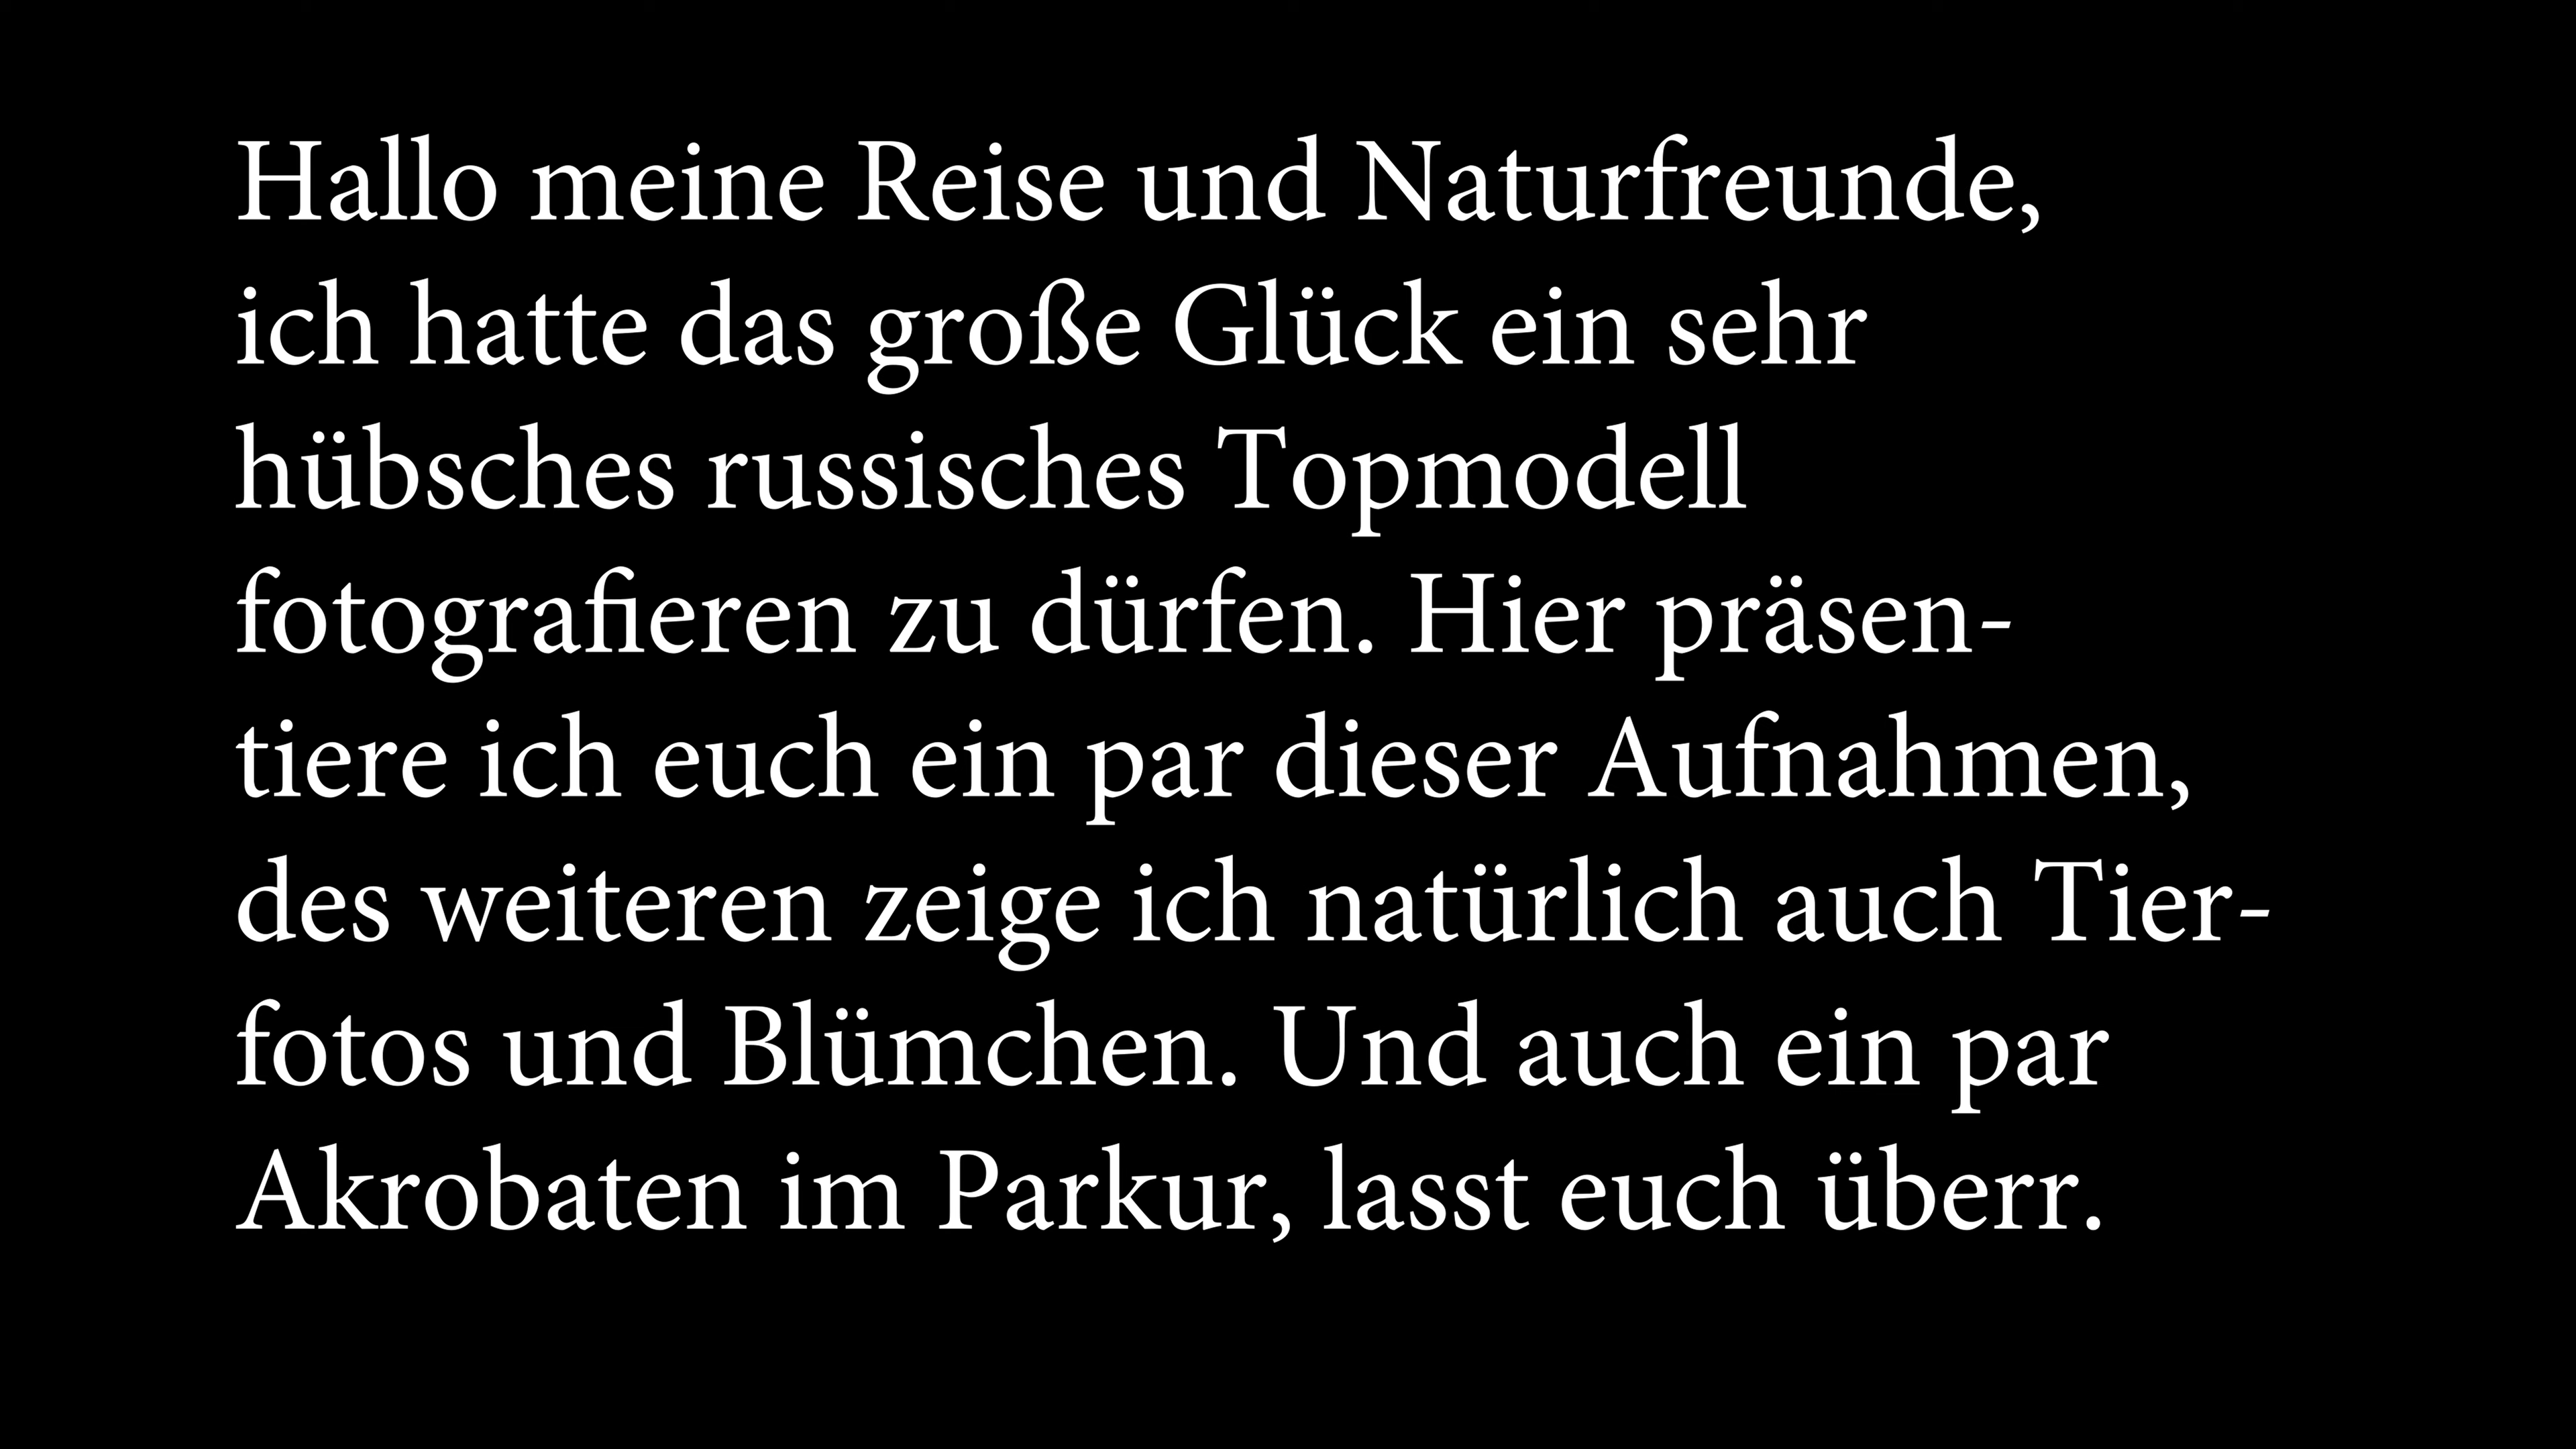 Hallo meine Reise und Naturfreunde,
ich hatte das große Glück ein sehr
hübsches russisches Topmodell
fotografieren zu dürfen. Hier präsen-
tiere ich euch ein par dieser Aufnahmen,
des weiteren zeige ich natürlich auch Tier-
fotos und Blümchen. Und auch ein par
Akrobaten im Parkur, lasst euch überr.